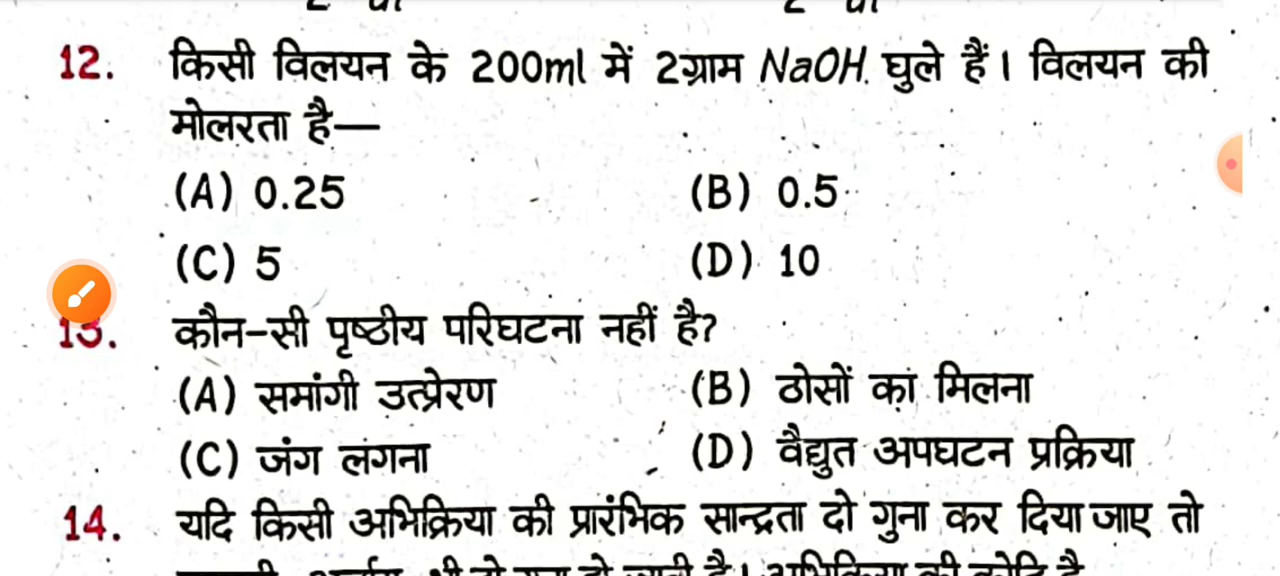 12. किसी विलयन के 200ml में 2ग्राम NaOH. घुले हैं। विलयन की
मोलरता है—
(A) 0.25 (B) 0.5
(C) 5 (D) 10
13. कौन-सी पृष्ठीय परिघटना नहीं है?
(A) समांगी उत्प्रेरण (B) ठोसों का मिलना
(C) जंग लगना (D) वैद्युत अपघटन प्रक्रिया
14. यदि किसी अभिक्रिया की प्रारंभिक सान्द्रता दो गुना कर दिया जाए तो